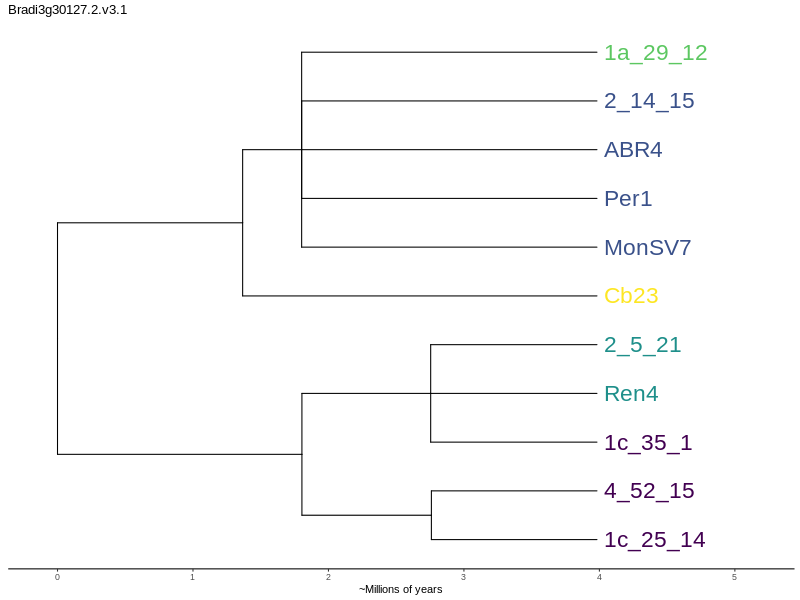 Bradi3g30127.2.v3.1
1a_29_12
2_14_15
ABR4
Per1
MonSV7
Cb23
2_5_21
Ren4
1c_35_1
4_52_15
1c_25_14
0 1 2 3 4 5
~Millions of years